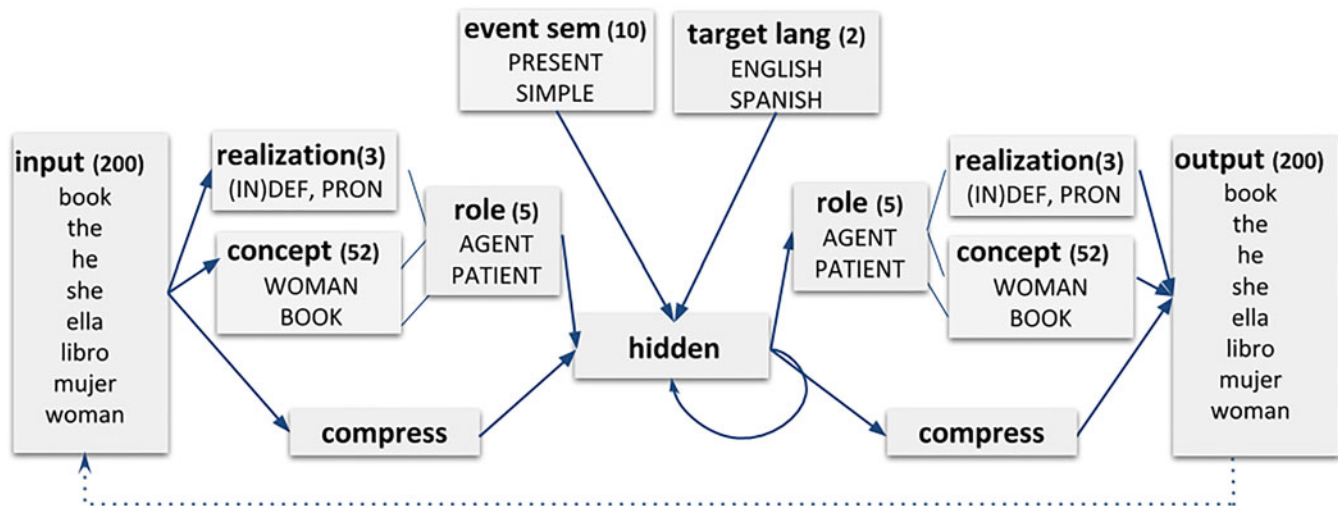 event sem (10)
PRESENT
SIMPLE
target lang (2)
ENGLISH
SPANISH
input (200)
book
the
he
she
ella
libro
mujer
woman
realization(3)
(IN)DEF, PRON
concept (52)
WOMAN
BOOK
role (5)
AGENT
PATIENT
compress
hidden
role (5)
AGENT
PATIENT
realization(3)
(IN)DEF, PRON
concept (52)
WOMAN
BOOK
compress
output (200)
book
the
he
she
ella
libro
mujer
woman